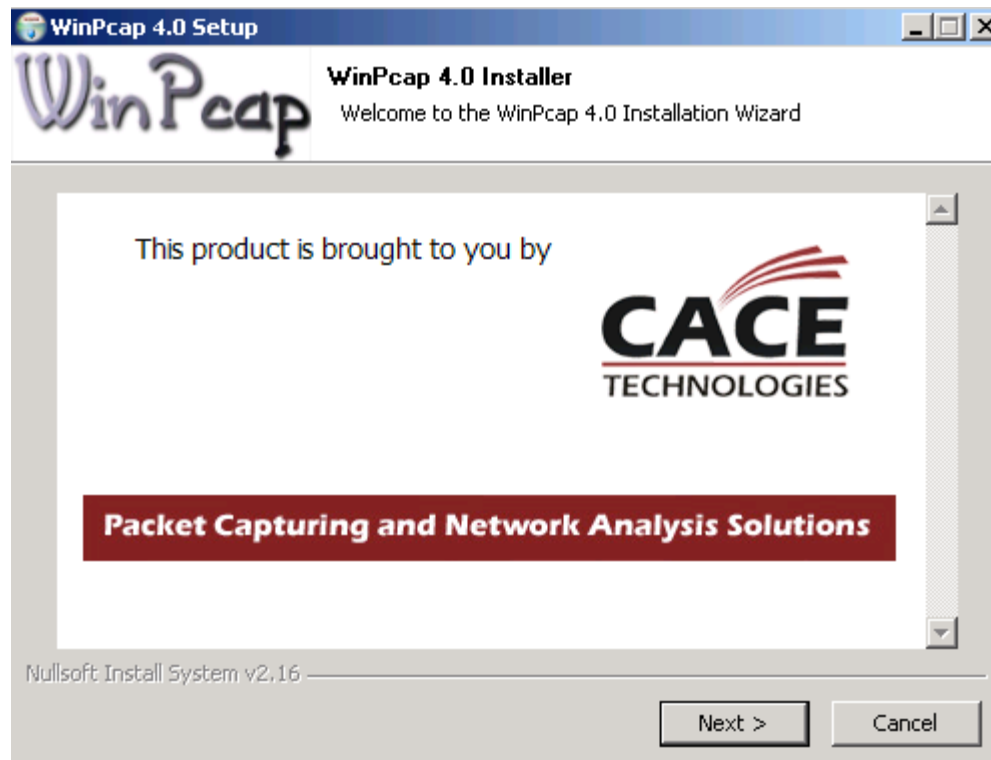 WinPcap 4.0 Setup
WinPcap
WinPcap 4.0 Installer
Welcome to the WinPcap 4.0 Installation Wizard
This product is brought to you by
CACE
TECHNOLOGIES
Packet Capturing and Network Analysis Solutions
Nullsoft Install System v2.16
Next >
Cancel